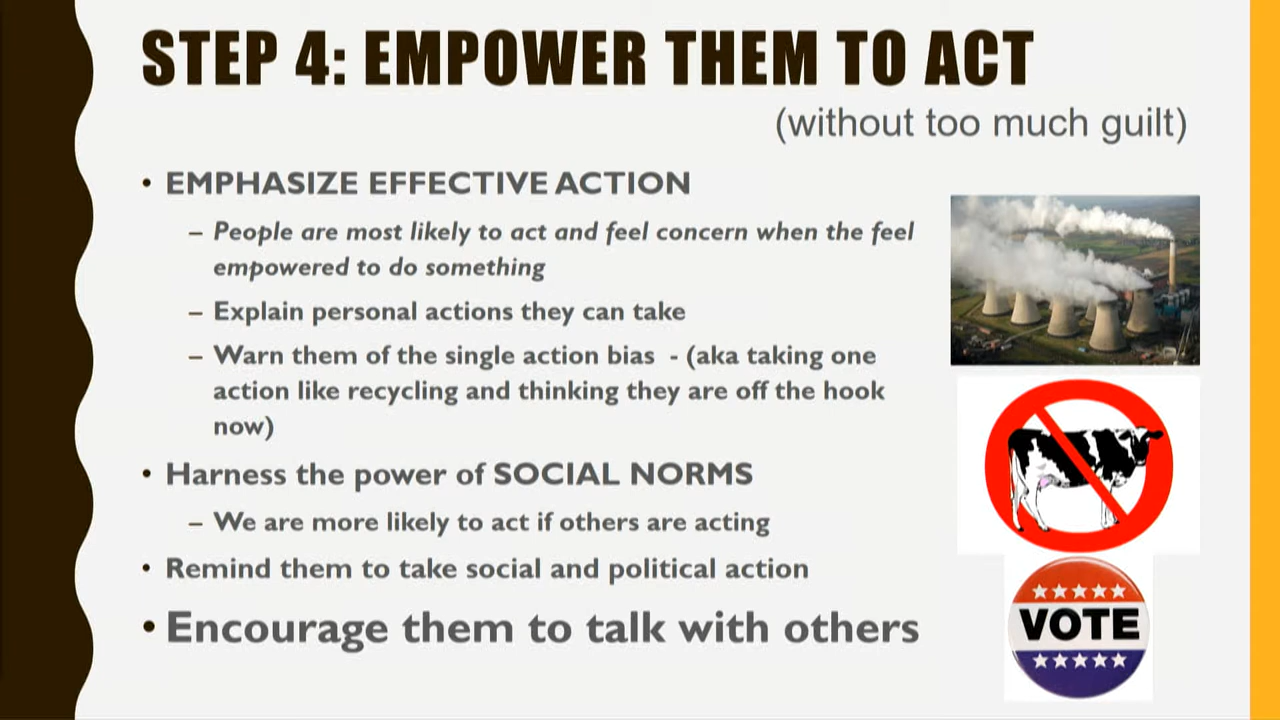 STEP 4: EMPOWER THEM TO ACT
(without too much guilt)
• EMPHASIZE EFFECTIVE ACTION
– People are most likely to act and feel concern when the feel
empowered to do something
– Explain personal actions they can take
– Warn them of the single action bias - (aka taking one
action like recycling and thinking they are off the hook
now)
• Harness the power of SOCIAL NORMS
– We are more likely to act if others are acting
• Remind them to take social and political action
• Encourage them to talk with others
VOTE